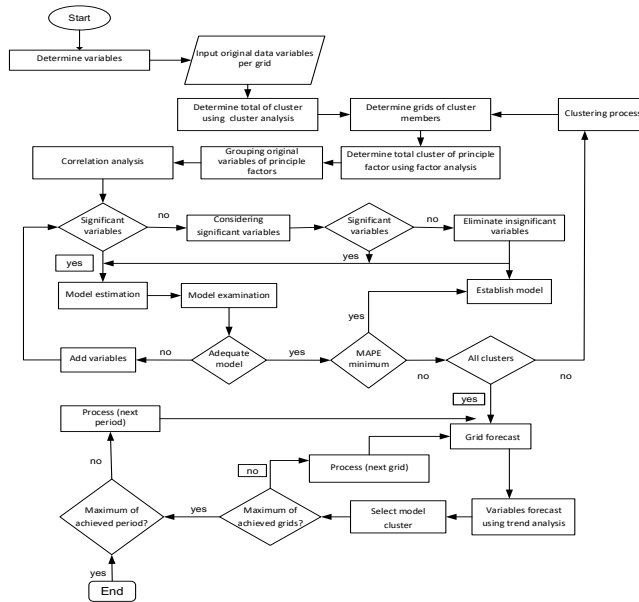 Start
Determine variables
Input original data variables
per grid
Determine total of cluster
using cluster analysis
Determine grids of cluster
members
Clustering process
Correlation analysis
Grouping original
variables of principle
factors
Determine total cluster of principle
factor using factor analysis
Significant
variables
no
Considering
significant variables
Significant
variables
no
Eliminate insignificant
variables
yes
yes
Model estimation
Model examination
Establish model
yes
Add variables
no
Adequate
model
yes
MAPE
minimum
no
All clusters
no
yes
Process (next
period)
Grid forecast
no
no
Process (next grid)
Maximum of
achieved period?
yes
Maximum of
achieved grids?
Select model
cluster
Variables forecast
using trend analysis
yes
End